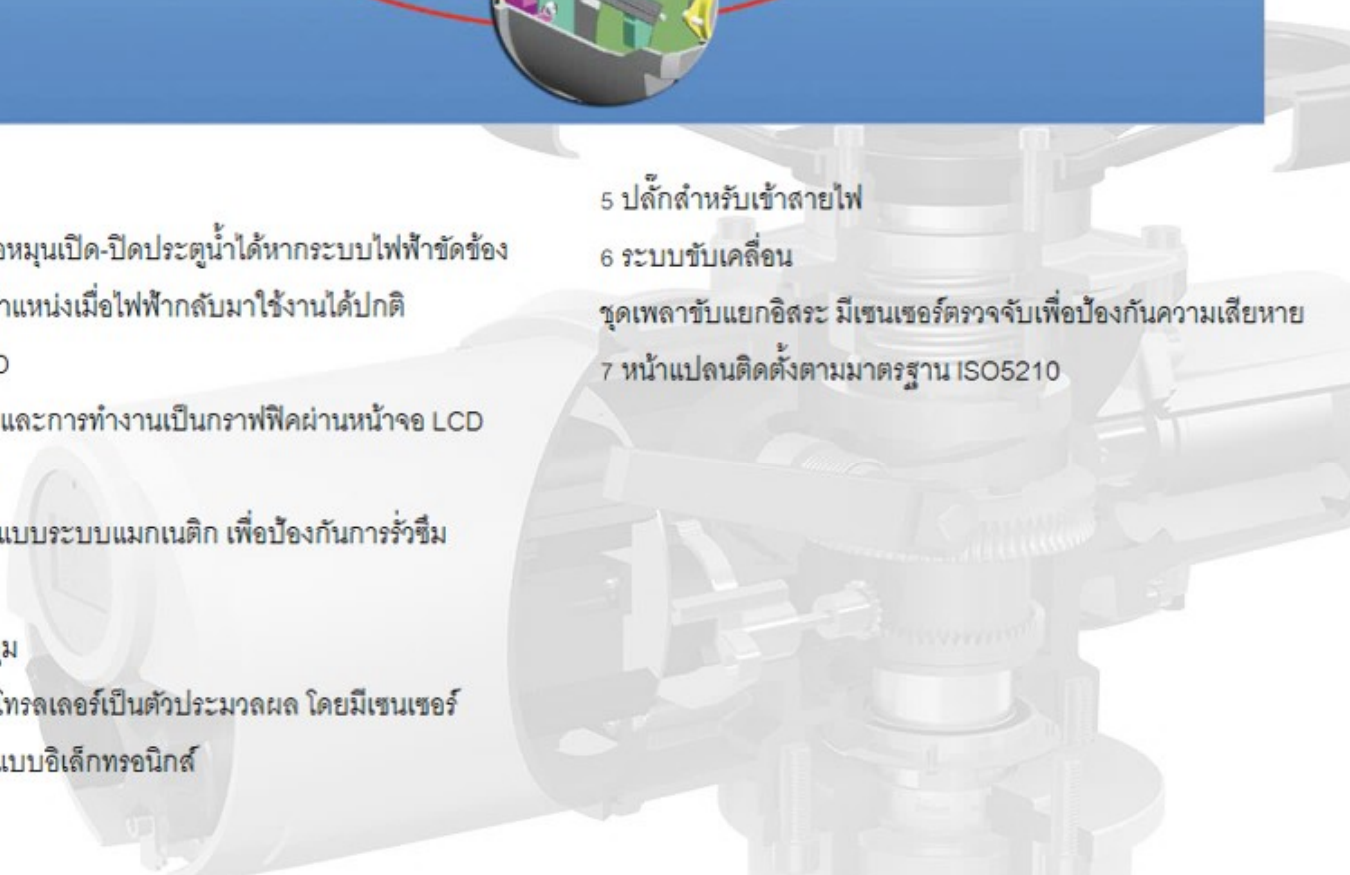 หมุนเปิด-ปิดประตูน้ำได้หากระบบไฟฟ้าขัดข้อง
แหน่งเมื่อไฟฟ้ากลับมาใช้งานได้ปกติ
และการทำงานเป็นกราฟฟิคผ่านหน้าจอ LCD
แบบระบบแมกเนติก เพื่อป้องกันการรั่วซึม
โทรลเลอร์เป็นตัวประมวลผล โดยมีเซนเซอร์
แบบอิเล็กทรอนิกส์
5 ปลั๊กสำหรับเข้าสายไฟ
6 ระบบขับเคลื่อน
ชุดเพลาขับแยกอิสระ มีเซนเซอร์ตรวจจับเพื่อป้องกันความเสียหาย
7 หน้าแปลนติดตั้งตามมาตรฐาน ISO5210